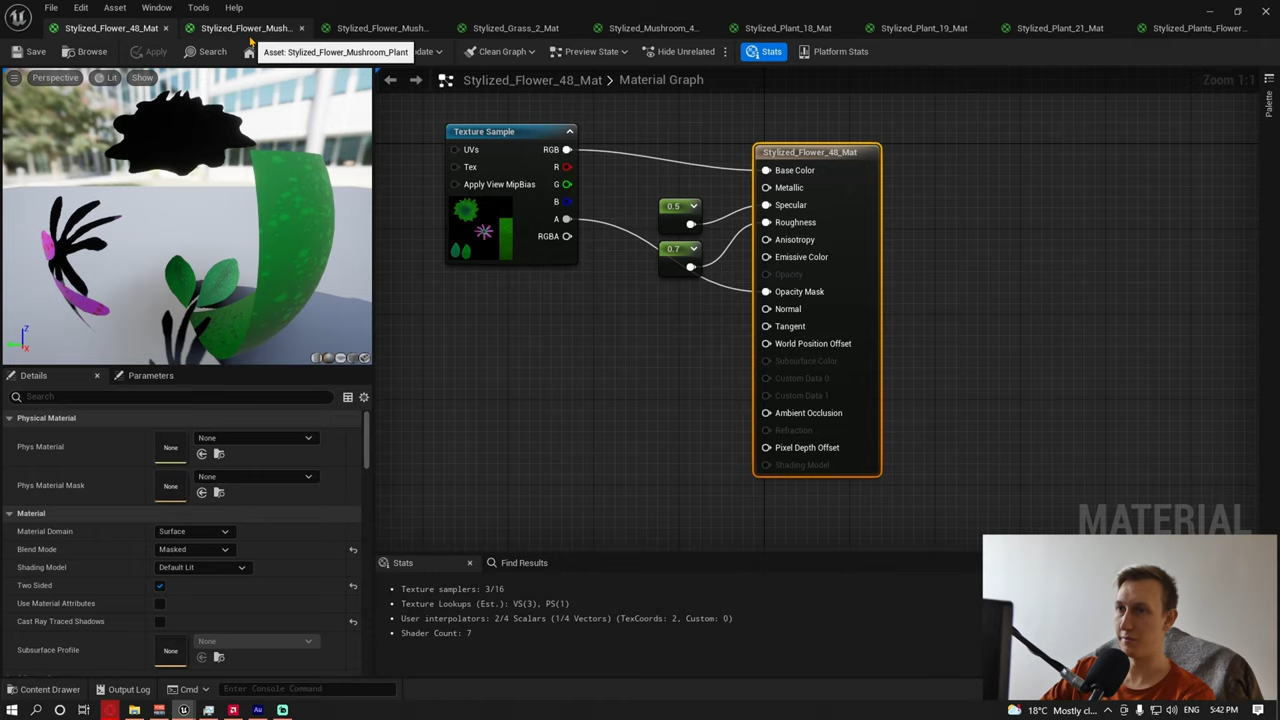 File Edit Asset Window Tools Help
Stylized_Flower_48_Mat Stylized_Flower_Mush... Stylized_Flower_Mush... Stylized_Grass_2_Mat Stylized_Mushroom_4... Stylized_Plant_18_Mat Stylized_Plant_19_Mat Stylized_Plant_21_Mat Stylized_Plants_Flower...
Save Browse Apply Search Asset: Stylized_Flower_Mushroom_Plant Clean Graph Preview State Hide Unrelated Stats Platform Stats
Perspective Lit Show
Stylized_Flower_48_Mat > Material Graph
Zoom 1:1
Palette
Texture Sample
UVs RGB
Tex R
Apply View MipBias G
B
A
RGBA
0.5
0.7
Stylized_Flower_48_Mat
Base Color
Metallic
Specular
Roughness
Anisotropy
Emissive Color
Opacity
Opacity Mask
Normal
Tangent
World Position Offset
Subsurface Color
Custom Data 0
Custom Data 1
Ambient Occlusion
Refraction
Pixel Depth Offset
Shading Model
MATERIAL
Z
X
Details Parameters
Search
Physical Material
Phys Material None None
Phys Material Mask None None
Material
Material Domain Surface
Blend Mode Masked
Shading Model Default Lit
Two Sided
Use Material Attributes
Cast Ray Traced Shadows
Subsurface Profile None None
Stats Find Results
Texture samplers: 3/16
Texture Lookups (Est.): VS(3), PS(1)
User interpolators: 2/4 Scalars (1/4 Vectors) (TexCoords: 2, Custom: 0)
Shader Count: 7
Content Drawer Output Log Cmd Enter Console Command
Au
18°C Mostly cl... 5:42 PM